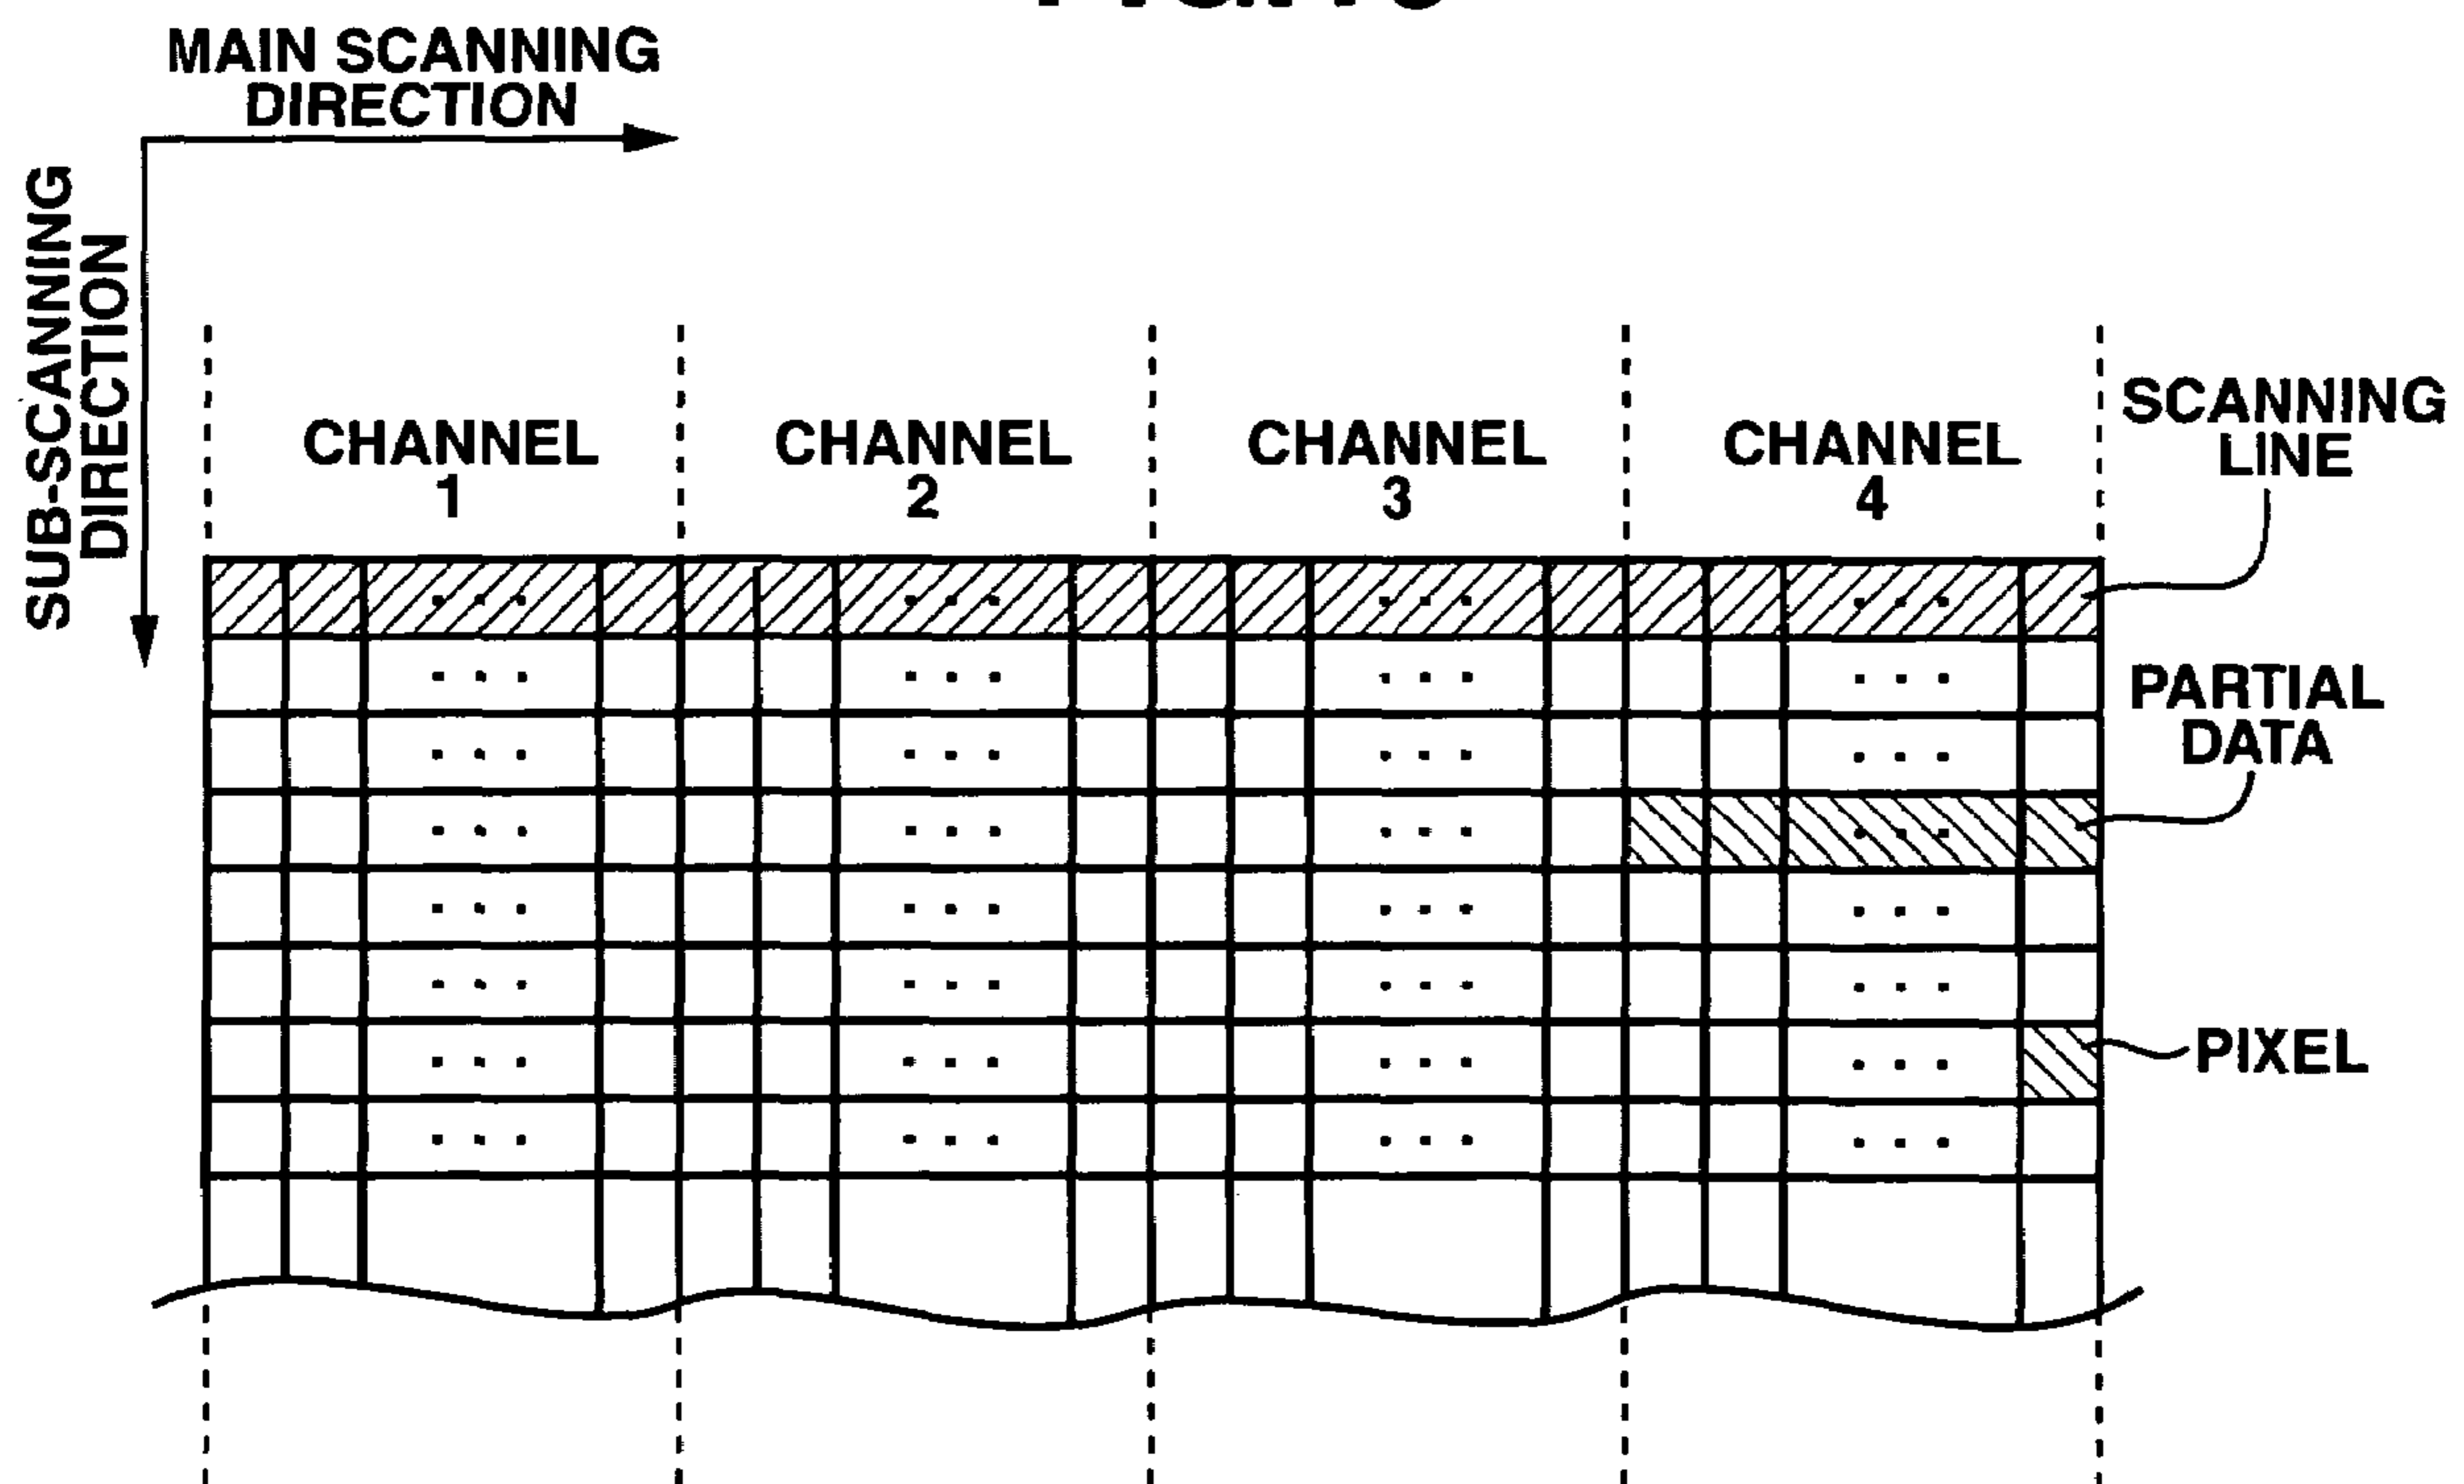 MAIN SCANNING
DIRECTION
SUB-SCANNING
DIRECTION
CHANNEL
1
CHANNEL
2
CHANNEL
3
CHANNEL
4
SCANNING
LINE
PARTIAL
DATA
PIXEL